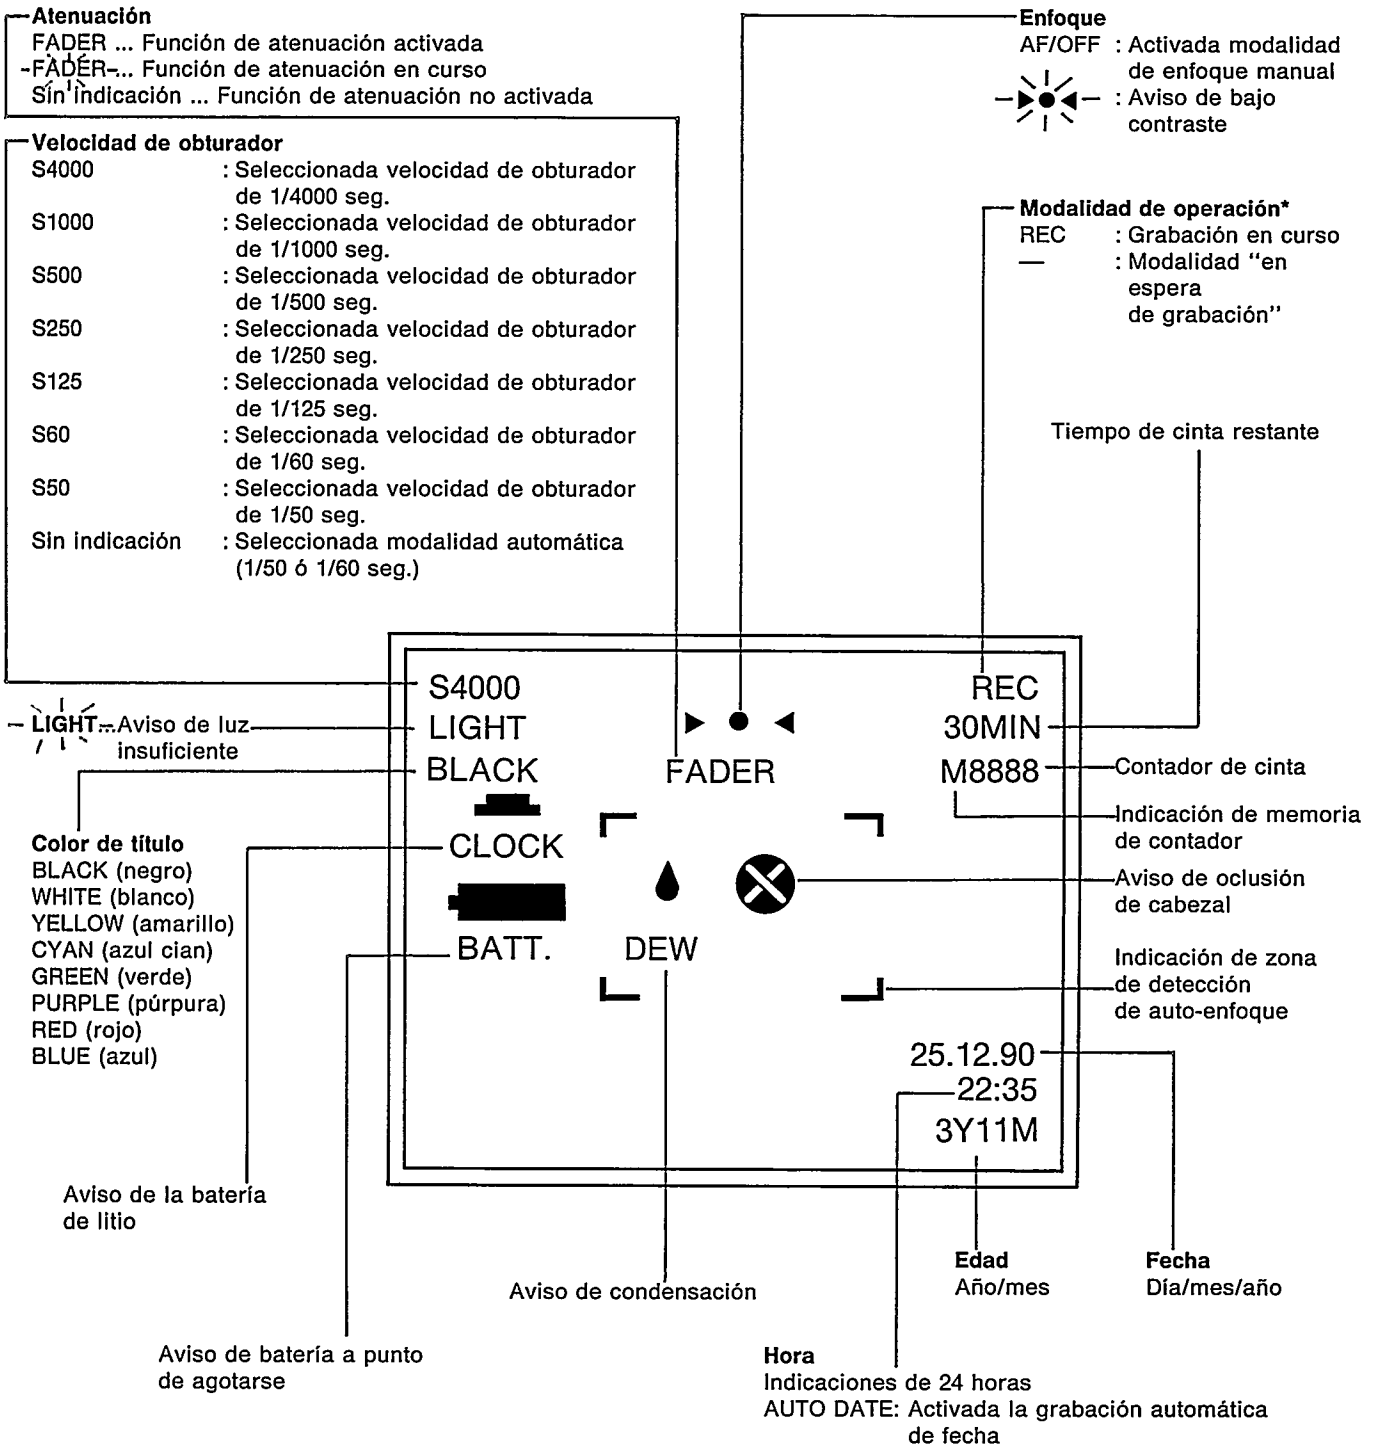 Atenuación
FADER ... Función de atenuación activada
-FADER-... Función de atenuación en curso
Sin indicación ... Función de atenuación no activada
Velocidad de obturador
S4000 : Seleccionada velocidad de obturador
de 1/4000 seg.
S1000 : Seleccionada velocidad de obturador
de 1/1000 seg.
S500 : Seleccionada velocidad de obturador
de 1/500 seg.
S250 : Seleccionada velocidad de obturador
de 1/250 seg.
S125 : Seleccionada velocidad de obturador
de 1/125 seg.
S60 : Seleccionada velocidad de obturador
de 1/60 seg.
S50 : Seleccionada velocidad de obturador
de 1/50 seg.
Sin indicación : Seleccionada modalidad automática
(1/50 ó 1/60 seg.)
Enfoque
AF/OFF : Activada modalidad
de enfoque manual
: Aviso de bajo
contraste
Modalidad de operación*
REC : Grabación en curso
— : Modalidad “en
espera
de grabación”
Tiempo de cinta restante
LIGHT...Aviso de luz
insuficiente
Color de título
BLACK (negro)
WHITE (blanco)
YELLOW (amarillo)
CYAN (azul cian)
GREEN (verde)
PURPLE (púrpura)
RED (rojo)
BLUE (azul)
S4000
LIGHT
BLACK
CLOCK
BATT.
FADER
DEW
REC
30MIN
M8888
25.12.90
22:35
3Y11M
Contador de cinta
Indicación de memoria
de contador
Aviso de oclusión
de cabezal
Indicación de zona
de detección
de auto-enfoque
Aviso de la batería
de litio
Aviso de batería a punto
de agotarse
Aviso de condensación
Edad
Año/mes
Fecha
Día/mes/año
Hora
Indicaciones de 24 horas
AUTO DATE: Activada la grabación automática
de fecha